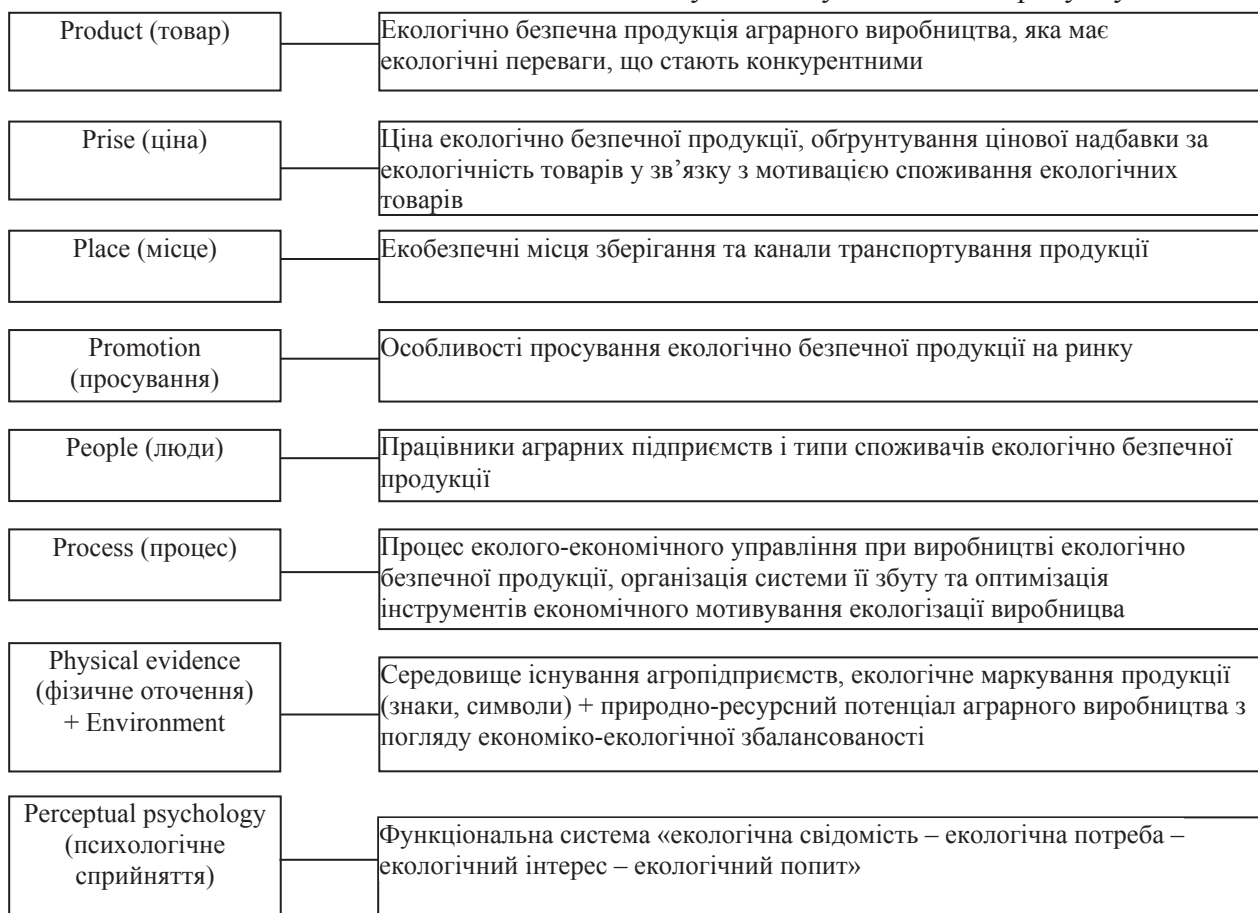 Product (товар)
Екологічно безпечна продукція аграрного виробництва, яка має
екологічні переваги, що стають конкурентними
Prise (ціна)
Ціна екологічно безпечної продукції, обґрунтування цінової надбавки за
екологічність товарів у зв’язку з мотивацією споживання екологічних
товарів
Place (місце)
Екобезпечні місця зберігання та канали транспортування продукції
Promotion
(просування)
Особливості просування екологічно безпечної продукції на ринку
People (люди)
Працівники аграрних підприємств і типи споживачів екологічно безпечної
продукції
Process (процес)
Процес еколого-економічного управління при виробництві екологічно
безпечної продукції, організація системи її збуту та оптимізація
інструментів економічного мотивування екологізації виробницва
Physical evidence
(фізичне оточення)
+ Environment
Середовище існування агропідприємств, екологічне маркування продукції
(знаки, символи) + природно-ресурсний потенціал аграрного виробництва з
погляду економіко-екологічної збалансованості
Perceptual psychology
(психологічне
сприйняття)
Функціональна система «екологічна свідомість – екологічна потреба –
екологічний інтерес – екологічний попит»